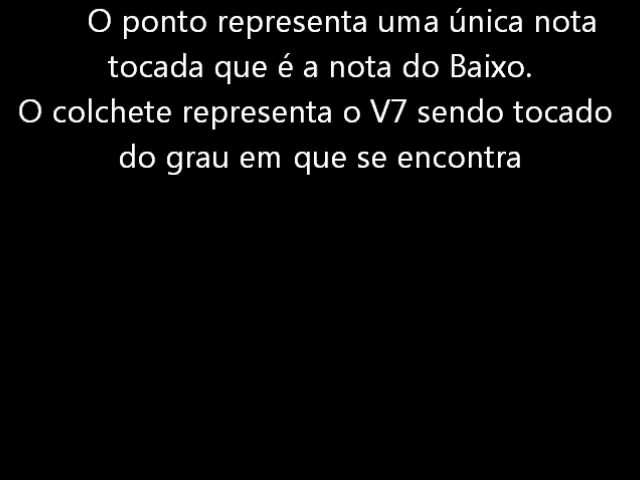 O ponto representa uma única nota
tocada que é a nota do Baixo.
O colchete representa o V7 sendo tocado
do grau em que se encontra